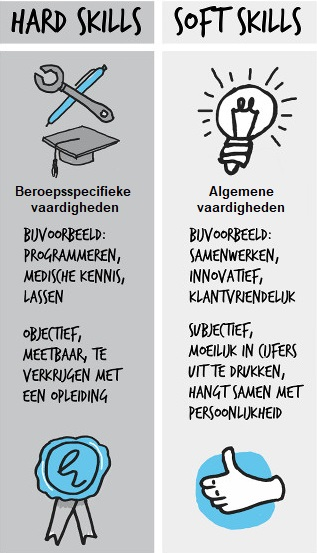 HARD SKILLS
Beroepsspecifieke
vaardigheden
BIJVOORBEELD:
PROGRAMMEREN,
MEDISCHE KENNIS,
LASSEN
OBJECTIEF,
MEETBAAR, TE
VERKRIJGEN MET
EEN OPLEIDING
SOFT SKILLS
Algemene
vaardigheden
BIJVOORBEELD:
SAMENWERKEN,
INNOVATIEF,
KLANTVRIENDELIJK
SUBJECTIEF,
MOEILIJK IN CIJFERS
UIT TE DRUKKEN,
HANGT SAMEN MET
PERSOONLIJKHEID